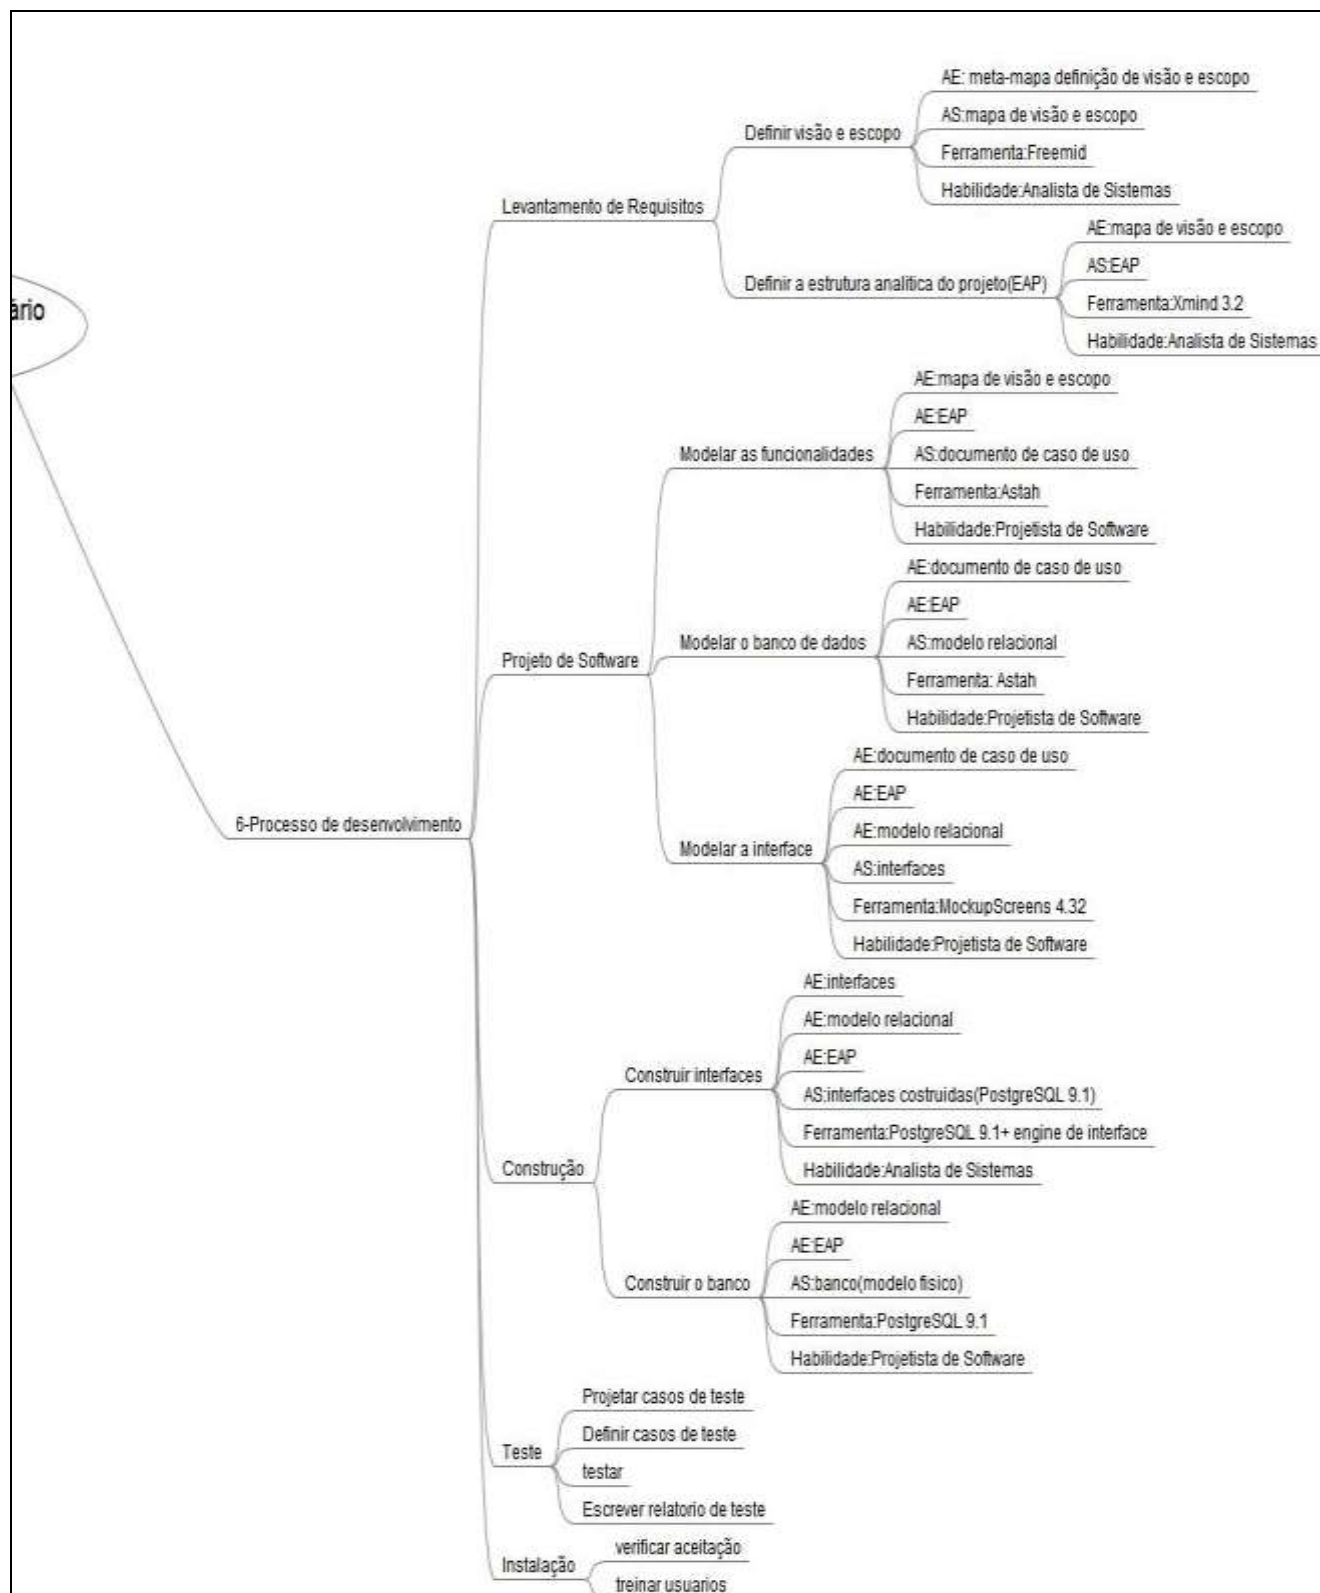 ário
6-Processo de desenvolvimento
Levantamento de Requisitos
Definir visão e escopo
AE: meta-mapa definição de visão e escopo
AS:mapa de visão e escopo
Ferramenta:Freemid
Habilidade:Analista de Sistemas
Definir a estrutura analitica do projeto(EAP)
AE:mapa de visão e escopo
AS:EAP
Ferramenta:Xmind 3.2
Habilidade:Analista de Sistemas
Projeto de Software
Modelar as funcionalidades
AE:mapa de visão e escopo
AE:EAP
AS:documento de caso de uso
Ferramenta:Astah
Habilidade:Projetista de Software
Modelar o banco de dados
AE:documento de caso de uso
AE:EAP
AS:modelo relacional
Ferramenta: Astah
Habilidade:Projetista de Software
Modelar a interface
AE:documento de caso de uso
AE:EAP
AE:modelo relacional
AS:interfaces
Ferramenta:MockupScreens 4.32
Habilidade:Projetista de Software
Construção
Construir interfaces
AE:interfaces
AE:modelo relacional
AE:EAP
AS:interfaces costruidas(PostgreSQL 9.1)
Ferramenta:PostgreSQL 9.1+ engine de interface
Habilidade:Analista de Sistemas
Construir o banco
AE:modelo relacional
AE:EAP
AS:banco(modelo fisico)
Ferramenta:PostgreSQL 9.1
Habilidade:Projetista de Software
Teste
Projetar casos de teste
Definir casos de teste
testar
Escrever relatorio de teste
Instalação
verificar aceitação
treinar usuarios